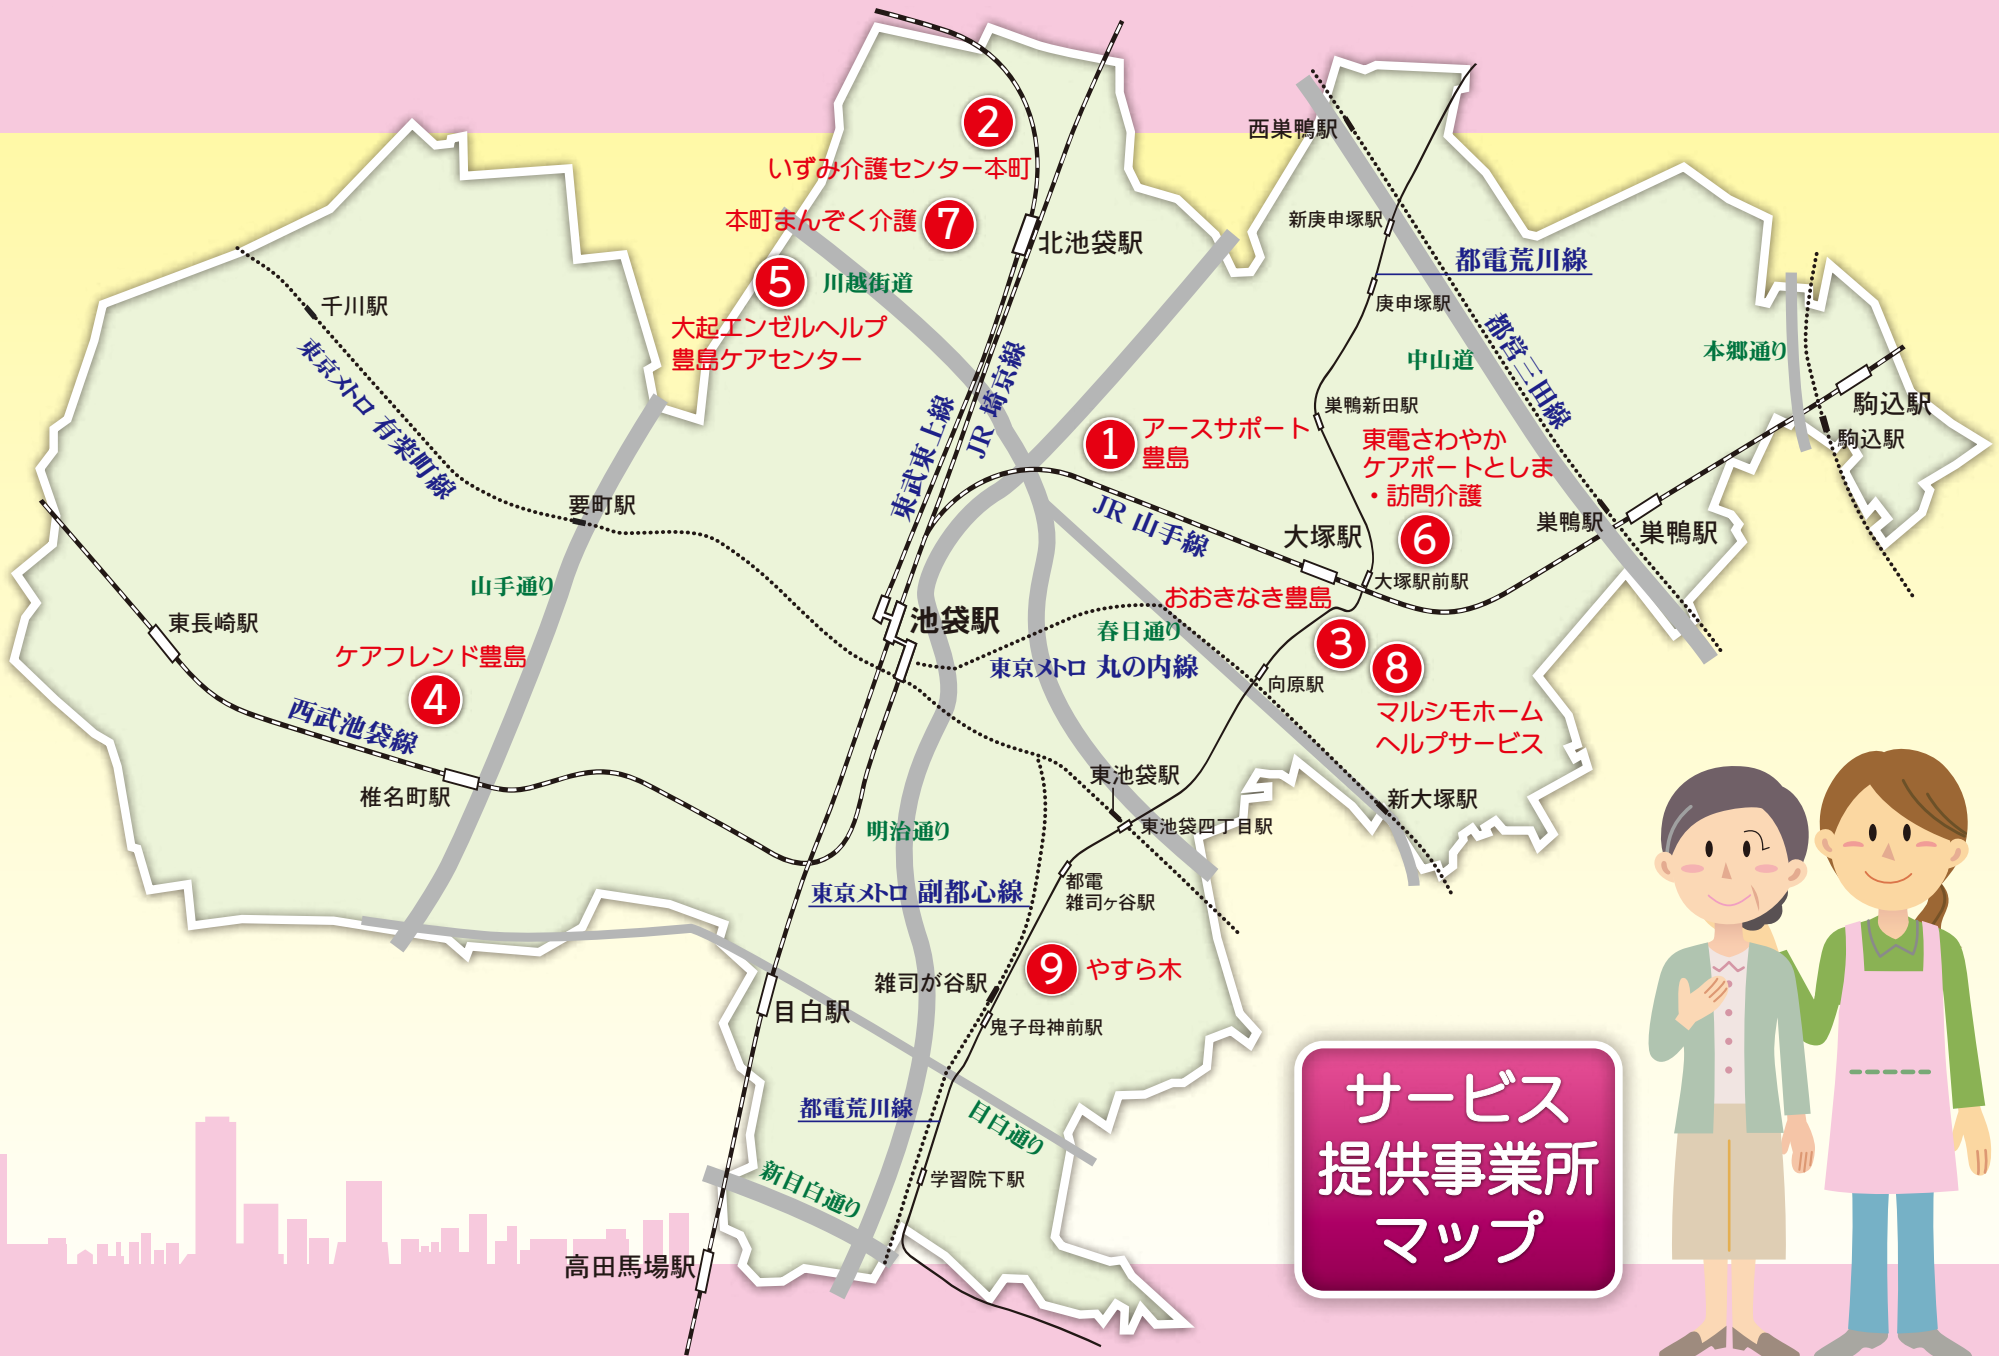 2
いずみ介護センター本町
本町まんぞく介護
7
5
川越街道
大起エンゼルヘルプ
豊島ケアセンター
北池袋駅
西巣鴨駅
新庚申塚駅
都電荒川線
庚申塚駅
都営三田線
中山道
本郷通り
駒込駅
駒込駅
千川駅
東京メトロ 有楽町線
要町駅
東武東上線
JR 埼京線
1
アースサポート
豊島
巣鴨新田駅
東電さわやか
ケアポートとしま
・訪問介護
6
JR 山手線
大塚駅
大塚駅前駅
巣鴨駅
巣鴨駅
山手通り
東長崎駅
ケアフレンド豊島
4
西武池袋線
椎名町駅
池袋駅
おおきなき豊島
3
8
マルシモホーム
ヘルプサービス
春日通り
東京メトロ 丸の内線
向原駅
新大塚駅
東池袋駅
東池袋四丁目駅
明治通り
都電
雑司ヶ谷駅
東京メトロ 副都心線
雑司が谷駅
9
やすら木
鬼子母神前駅
目白駅
都電荒川線
目白通り
新目白通り
学習院下駅
高田馬場駅
サービス
提供事業所
マップ